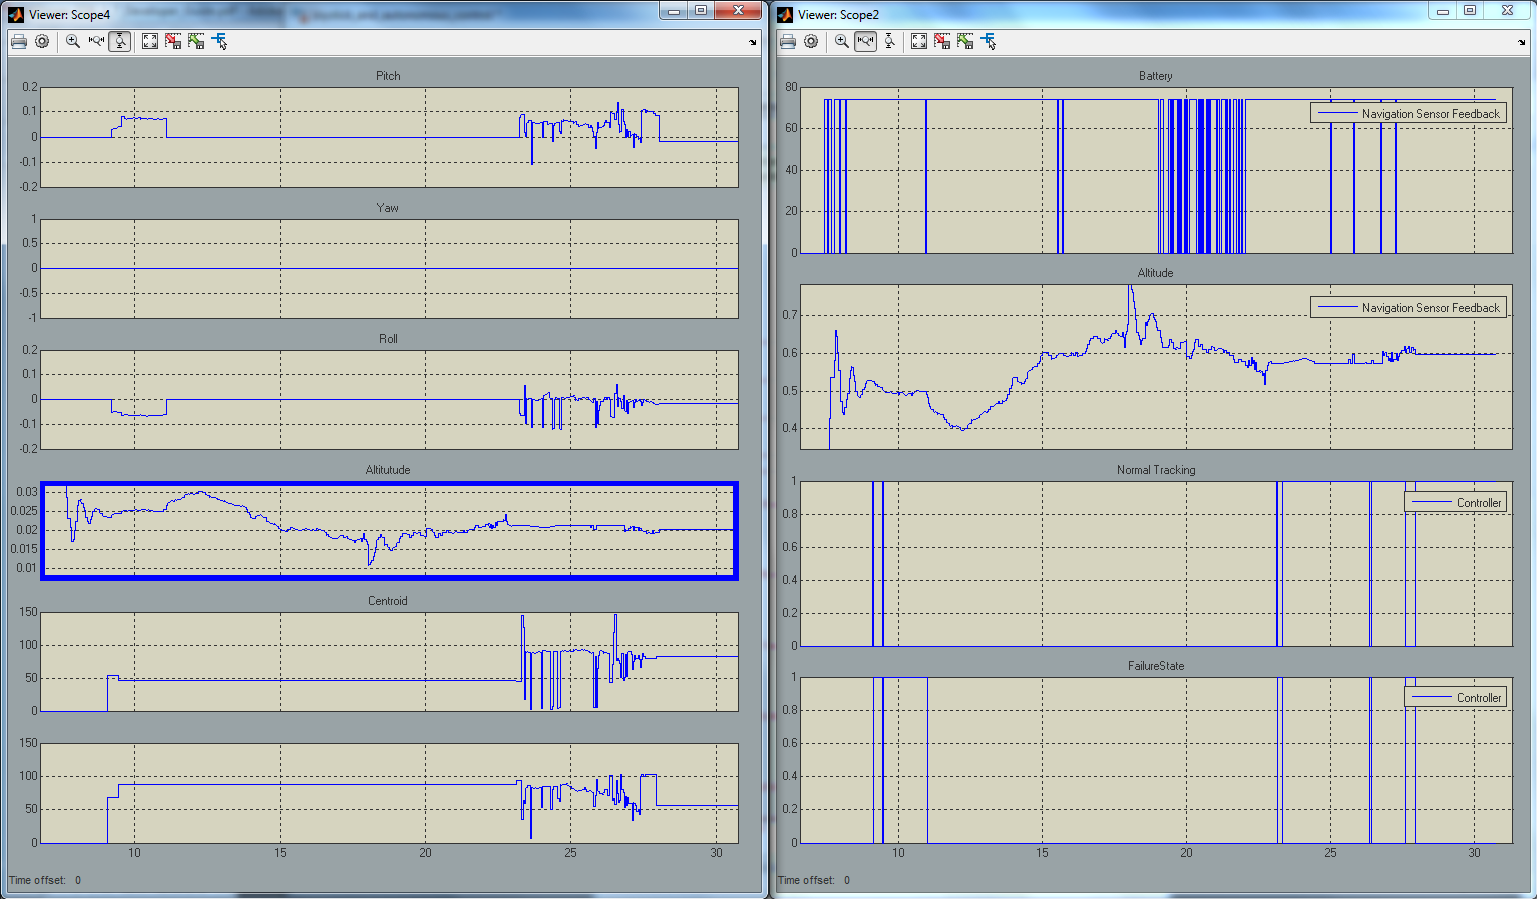 Viewer: Scope4
Pitch
0.2
0.1
0
-0.1
-0.2
Yaw
1
0.5
0
-0.5
-1
Roll
0.2
0.1
0
-0.1
-0.2
Altitutude
0.03
0.025
0.02
0.015
0.01
Centroid
150
100
50
0
150
100
50
0
10 15 20 25 30
Time offset: 0
Viewer: Scope2
Battery
80
60
40
20
0
Navigation Sensor Feedback
Altitude
0.7
0.6
0.5
0.4
Navigation Sensor Feedback
Normal Tracking
1
0.8
0.6
0.4
0.2
0
Controller
FailureState
1
0.8
0.6
0.4
0.2
0
Controller
10 15 20 25 30
Time offset: 0